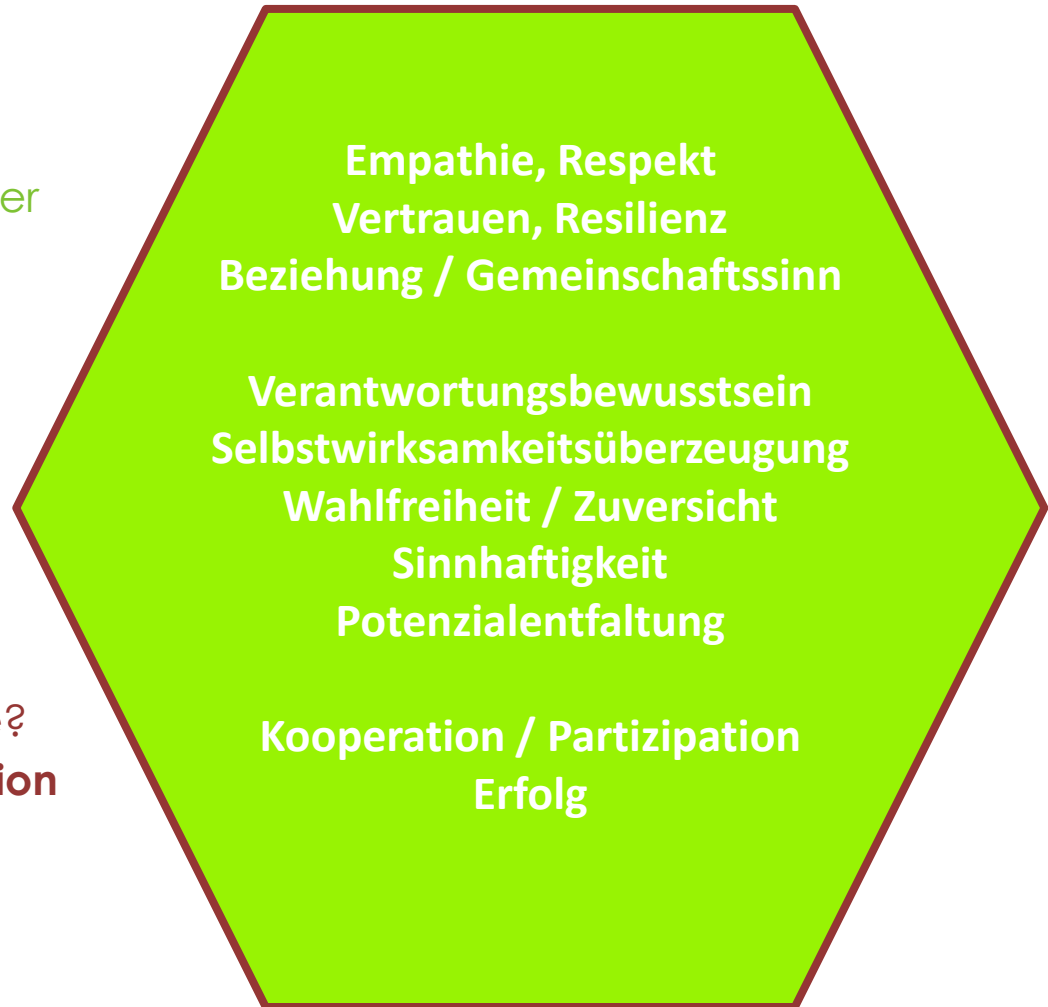 er
Empathie, Respekt
Vertrauen, Resilienz
Beziehung / Gemeinschaftssinn
Verantwortungsbewusstsein
Selbstwirksamkeitsüberzeugung
Wahlfreiheit / Zuversicht
Sinnhaftigkeit
Potenzialentfaltung
?
ion
Kooperation / Partizipation
Erfolg